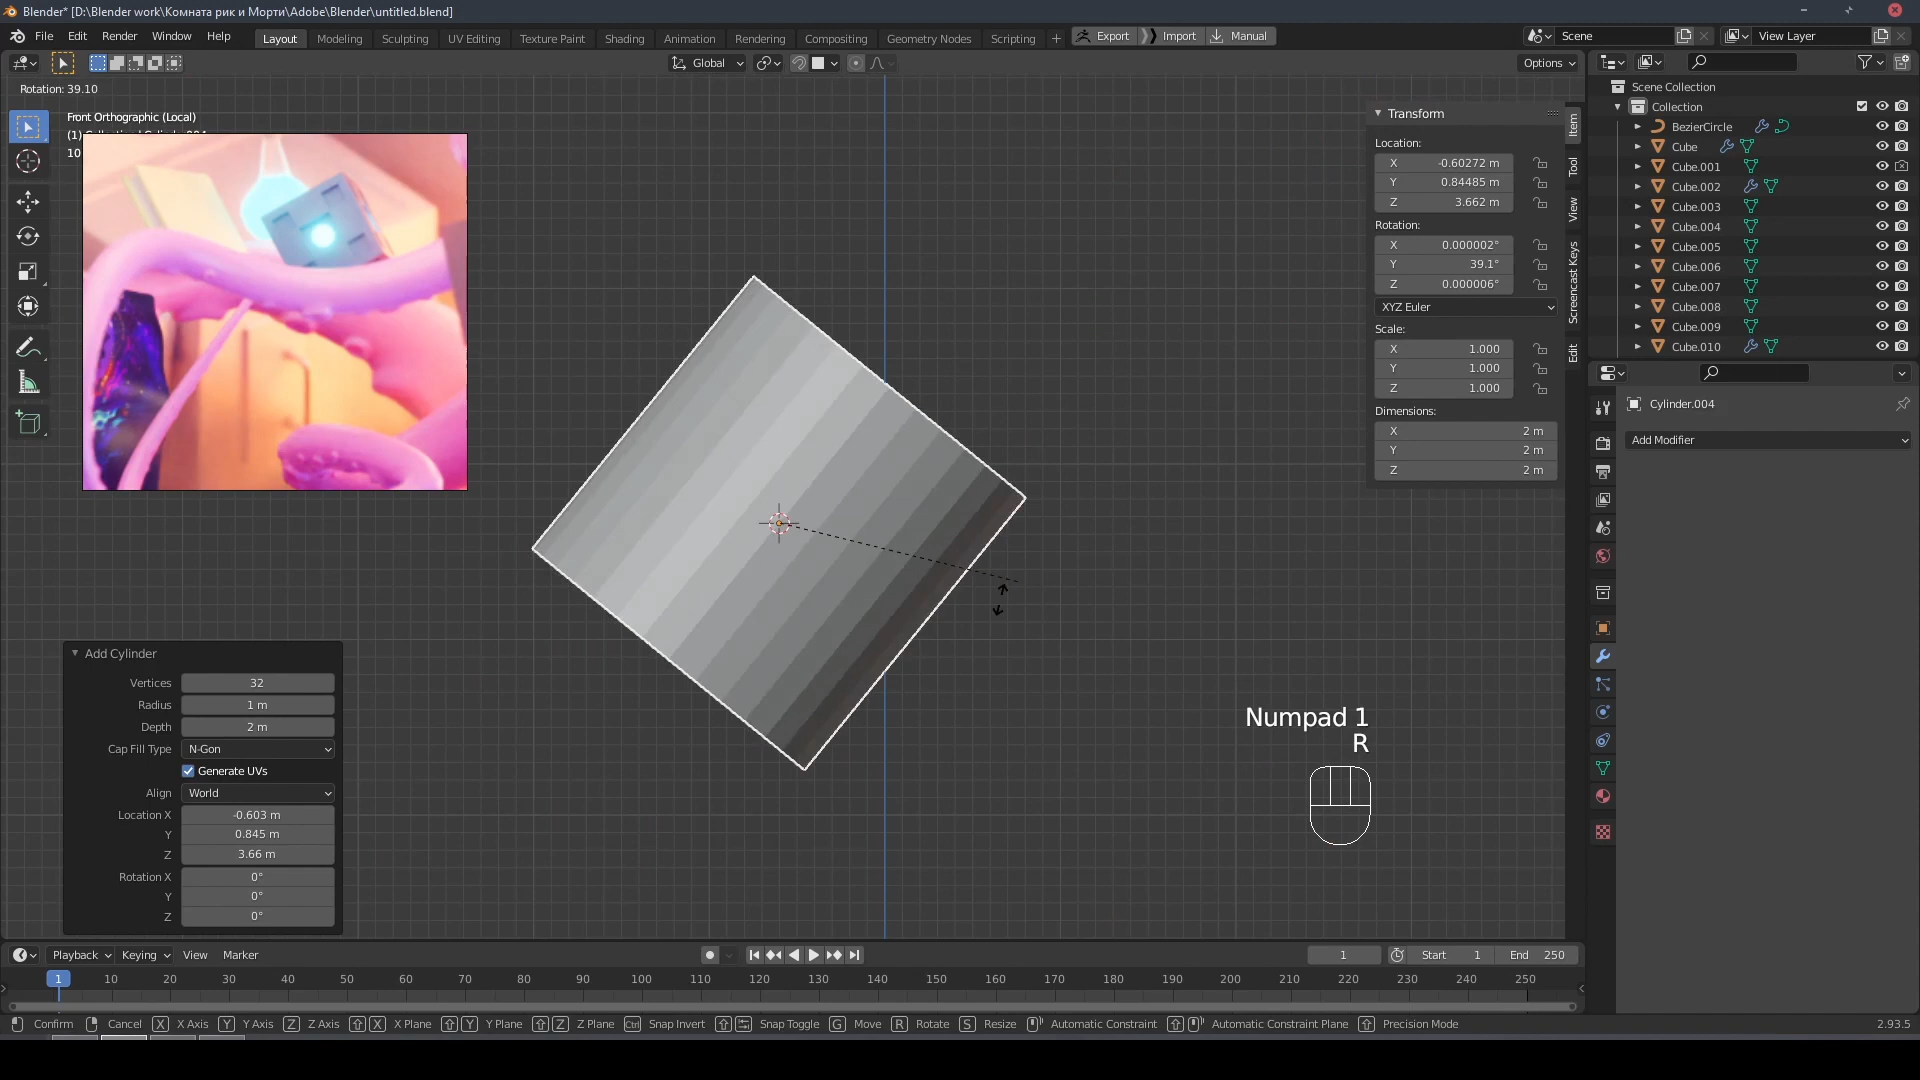 Blender* [D:\Blender work\Комната рик и Морти\Adobe\Blender\untitled.blend]
File Edit Render Window Help Layout Modeling Sculpting UV Editing Texture Paint Shading Animation Rendering Compositing Geometry Nodes Scripting + Export Import Manual Scene View Layer
Global Options
Rotation: 39.10
Front Orthographic (Local)
(1)
10
Transform
Location:
X -0.60272 m
Y 0.84485 m
Z 3.662 m
Rotation:
X 0.000002°
Y 39.1°
Z 0.000006°
XYZ Euler
Scale:
X 1.000
Y 1.000
Z 1.000
Dimensions:
X 2 m
Y 2 m
Z 2 m
Item
Tool
View
Screencast Keys
Edit
Scene Collection
Collection
BezierCircle
Cube
Cube.001
Cube.002
Cube.003
Cube.004
Cube.005
Cube.006
Cube.007
Cube.008
Cube.009
Cube.010
Cylinder.004
Add Modifier
Add Cylinder
Vertices 32
Radius 1 m
Depth 2 m
Cap Fill Type N-Gon
Generate UVs
Align World
Location X -0.603 m
Y 0.845 m
Z 3.66 m
Rotation X 0°
Y 0°
Z 0°
Numpad 1
R
Playback Keying View Marker 1 Start 1 End 250
1 10 20 30 40 50 60 70 80 90 100 110 120 130 140 150 160 170 180 190 200 210 220 230 240 250
Confirm Cancel X X Axis Y Y Axis Z Z Axis X X Plane Y Y Plane Z Z Plane Ctrl Snap Invert Snap Toggle G Move R Rotate S Resize Automatic Constraint Automatic Constraint Plane Precision Mode 2.93.5